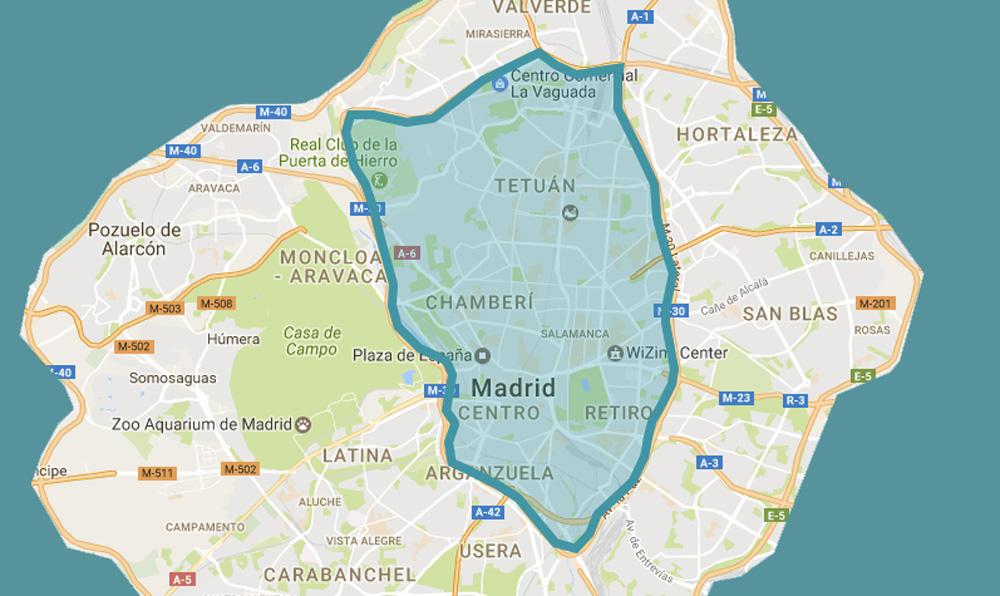 VALVERDE
A-1
MIRASIERRA
Centro Comercial
La Vaguada
M-40
E-5
VALDEMARÍN
HORTALEZA
Real Club de la
Puerta de Hierro
M-40
A-6
ARAVACA
TETUÁN
M-30
Pozuelo de
Alarcón
A-2
M-30 Lateral
A-6
MONCLOA
- ARAVACA
CANILLEJAS
M-503
M-508
CHAMBERÍ
M-30
Calle de Alcalá
M-201
SAN BLAS
ROSAS
Casa de
Campo
Húmera
SALAMANCA
M-502
Plaza de España
WiZink Center
-40
Somosaguas
E-5
M-30
Madrid
M-23
R-3
CENTRO
RETIRO
Zoo Aquarium de Madrid
LATINA
A-3
ncipe
M-511
M-502
ARGANZUELA
ALUCHE
A-42
E-5
CAMPAMENTO
VISTA ALEGRE
USERA
Av. de Entrevías
A-5
CARABANCHEL